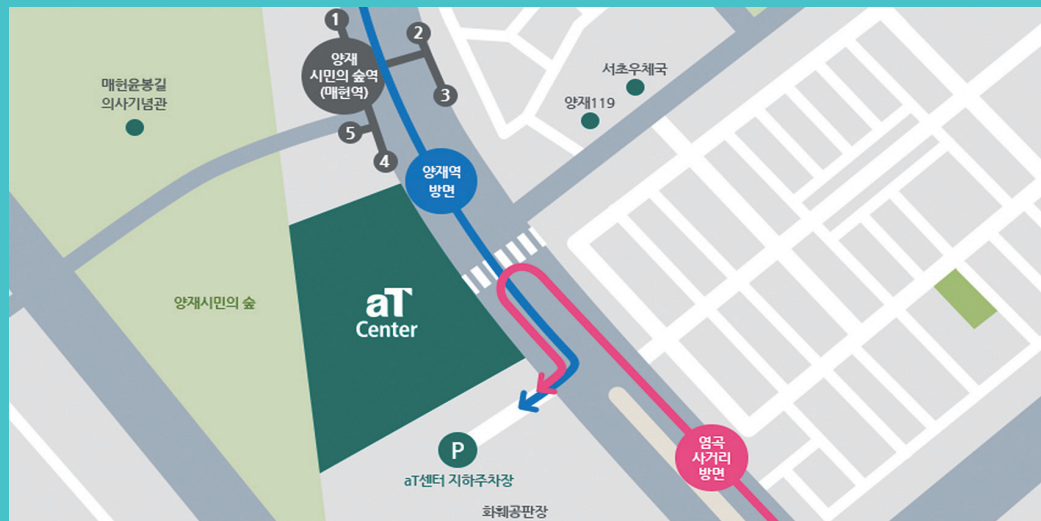 1
2
양재
시민의 숲역
(매헌역)
3
5
4
매헌윤봉길
의사기념관
서초우체국
양재119
양재역
방면
양재시민의 숲
aT
Center
염곡
사거리
방면
P
aT센터 지하주차장
화훼공판장